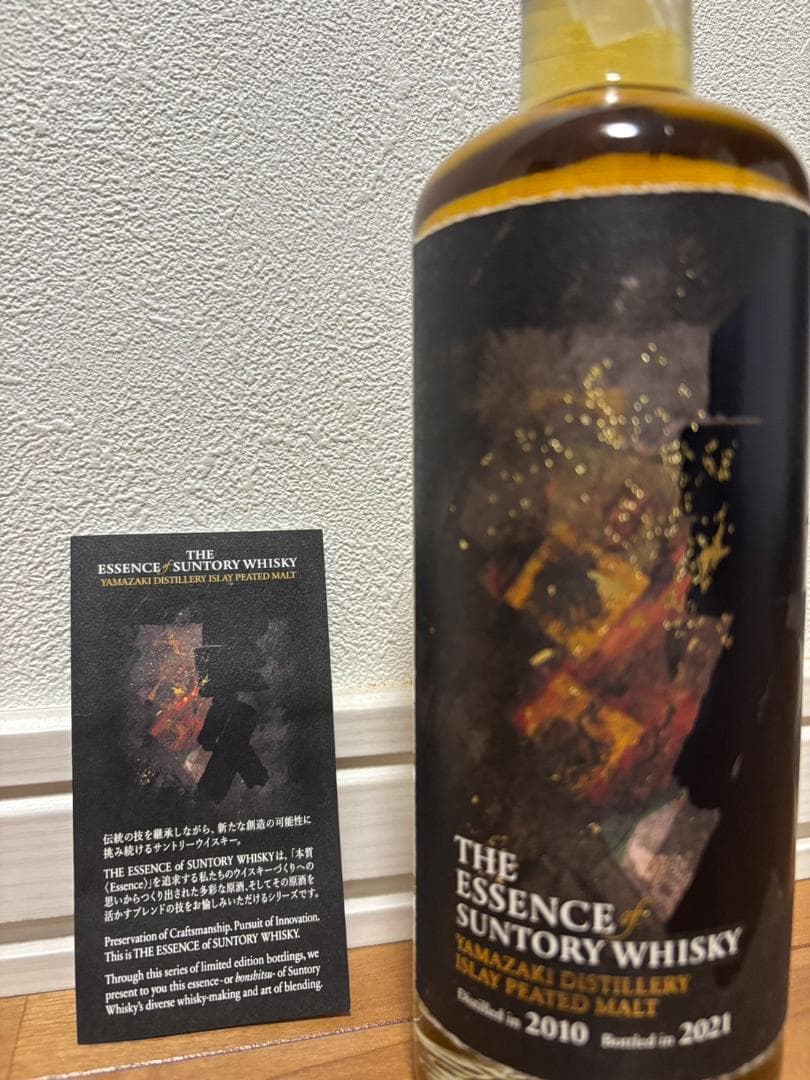 THE
ESSENCE of SUNTORY WHISKY
YAMAZAKI DISTILLERY ISLAY PEATED MALT
伝統の技を継承しながら、新たな創造の可能性に
挑み続けるサントリーウイスキー。
THE ESSENCE of SUNTORY WHISKYは、「本質
〈Essence〉」を追求する私たちのウイスキーづくりへの
思いからつくり出された多彩な原酒、そしてその原酒を
活かすブレンドの技をお愉しみいただけるシリーズです。
Preservation of Craftsmanship. Pursuit of Innovation.
This is THE ESSENCE of SUNTORY WHISKY.
Through this series of limited edition bottlings, we
present to you this essence-or honshitsu- of Suntory
Whisky's diverse whisky-making and art of blending.
THE
ESSENCE of
SUNTORY WHISKY
YAMAZAKI DISTILLERY
ISLAY PEATED MALT
Distilled in 2010 Bottled in 2021